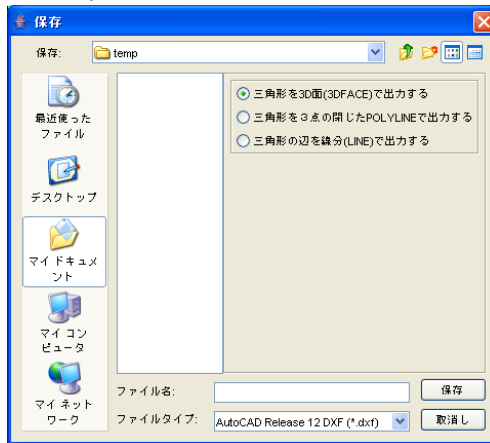 保存
保存: temp
最近使った
ファイル
デスクトップ
マイ ドキュメ
ント
マイ コン
ピュータ
マイ ネット
ワーク
三角形を3D面(3DFACE)で出力する
三角形を３点の閉じたPOLYLINEで出力する
三角形の辺を線分(LINE)で出力する
ファイル名: 保存
ファイルタイプ: AutoCAD Release 12 DXF (*.dxf) 取消し